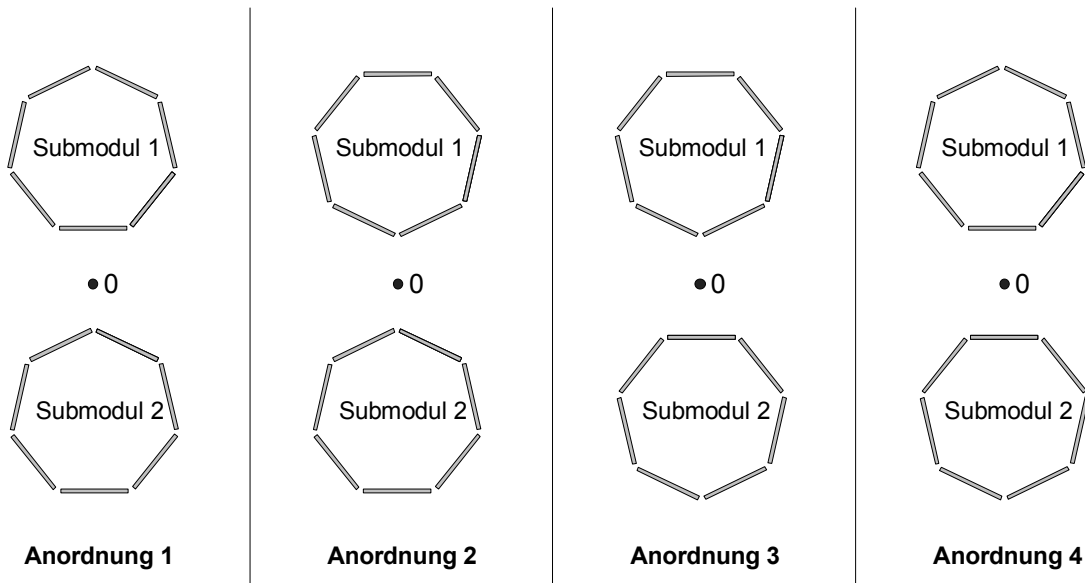 Submodul 1
Submodul 1
Submodul 1
Submodul 1
0
0
0
0
Submodul 2
Submodul 2
Submodul 2
Submodul 2
Anordnung 1
Anordnung 2
Anordnung 3
Anordnung 4